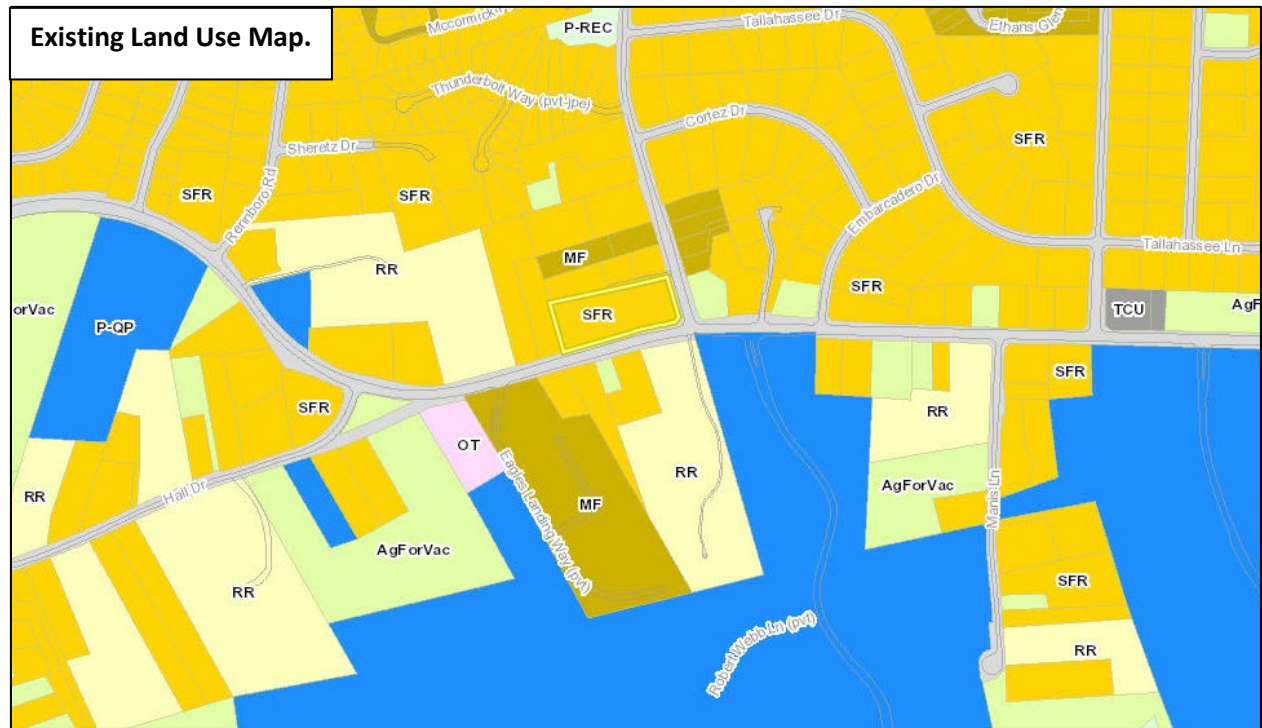 Existing Land Use Map.
Mccormick
P-REC
Tallahassee Dr
Ethans Glen
Thunderbolt Way (pvt-jpe)
Cortez Dr
Sheretz Dr
SFR
SFR
SFR
Rennboro Rd
Embarcadero Dr
Tallahassee Ln
MF
RR
SFR
SFR
TCU
AgF
orVac
P-QP
SFR
SFR
RR
OT
RR
Eagles Landing Way (pvt)
AgForVac
Manis Ln
RR
Hall Dr
MF
AgForVac
RR
SFR
Robert Webb Ln (pvt)
RR